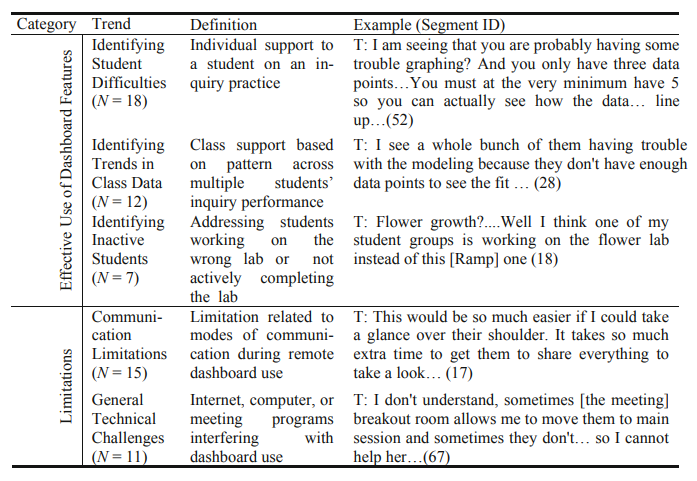 Category Trend Definition Example (Segment ID)
Effective Use of Dashboard Features
Identifying Individual support to T: I am seeing that you are probably having some
Student a student on an in- trouble graphing? And you only have three data
Difficulties quiry practice points…You must at the very minimum have 5
(N = 18) so you can actually see how the data… line
up…(52)
Identifying Class support based T: I see a whole bunch of them having trouble
Trends in on pattern across with the modeling because they don't have enough
Class Data multiple students’ data points to see the fit … (28)
(N = 12) inquiry performance
Identifying Addressing students T: Flower growth?....Well I think one of my
Inactive working on the student groups is working on the flower lab
Students wrong lab or not instead of this [Ramp] one (18)
(N = 7) actively completing
the lab
Limitations
Communi- Limitation related to T: This would be so much easier if I could take
cation modes of communi- a glance over their shoulder. It takes so much
Limitations cation during remote extra time to get them to share everything to
(N = 15) dashboard use take a look… (17)
General Internet, computer, or T: I don't understand, sometimes [the meeting]
Technical meeting programs breakout room allows me to move them to main
Challenges interfering with session and sometimes they don't… so I cannot
(N = 11) dashboard use help her…(67)